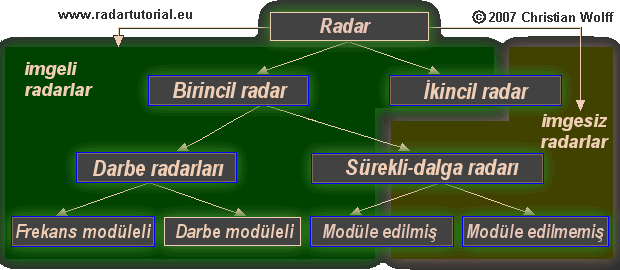 www.radartutorial.eu
© 2007 Christian Wolff
Radar
imgeli
radarlar
Birincil radar
İkincil radar
imgesiz
radarlar
Darbe radarları
Sürekli-dalga radarı
Frekans modüleli
Darbe modüleli
Modüle edilmiş
Modüle edilmemiş